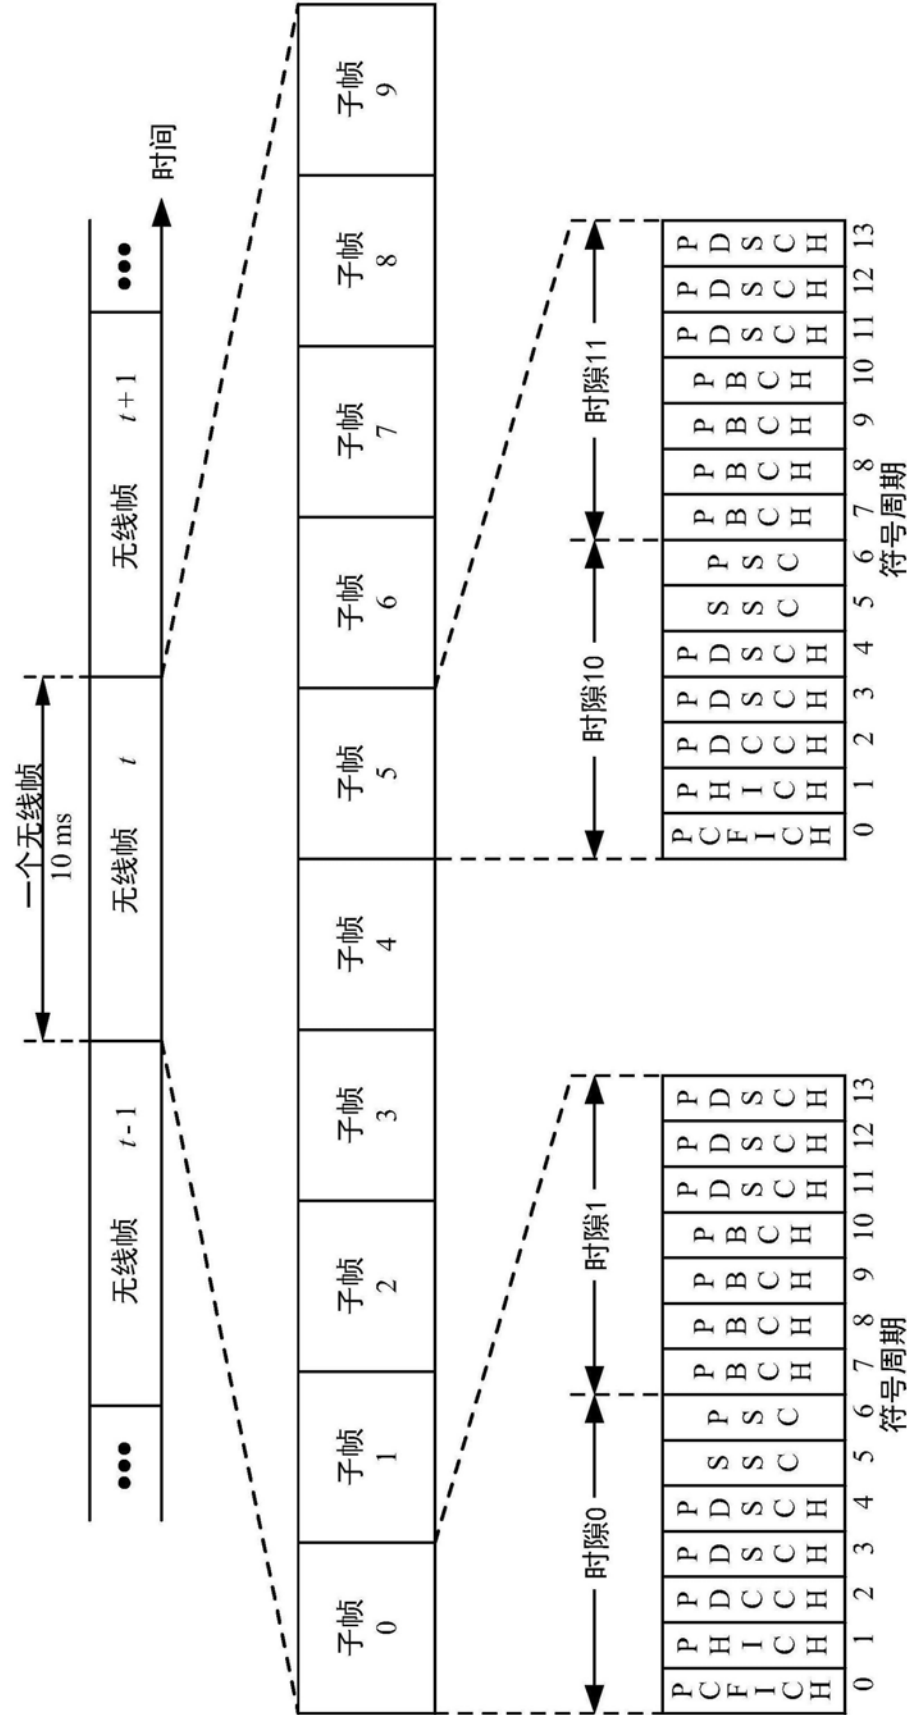 一个无线帧
10 ms
••• 无线帧 t-1 无线帧 t 无线帧 t+1 •••
时间
子帧 子帧 子帧 子帧 子帧 子帧 子帧 子帧 子帧 子帧
0 1 2 3 4 5 6 7 8 9
时隙0 时隙1 时隙10 时隙11
PCFICH PHICH PDCCH PDSCH PDSCH SSC PSC PBCH PBCH PBCH PBCH PDSCH PDSCH PDSCH
0 1 2 3 4 5 6 7 8 9 10 11 12 13
符号周期
PCFICH PHICH PDCCH PDSCH PDSCH SSC PSC PBCH PBCH PBCH PBCH PDSCH PDSCH PDSCH
0 1 2 3 4 5 6 7 8 9 10 11 12 13
符号周期